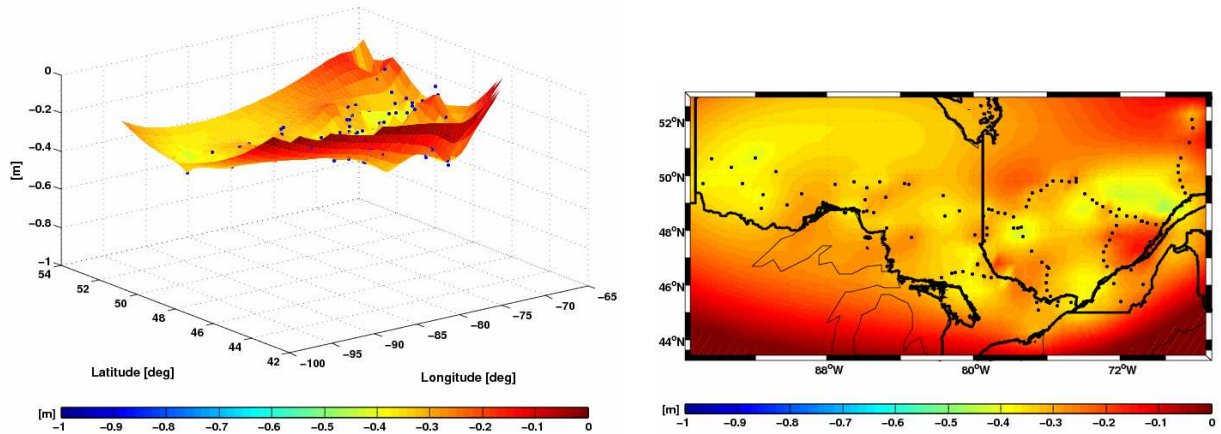 0
−0.2
−0.4
−0.6
−0.8
−1
[m]
54
52
50
48
46
44
42
−100
−95
−90
−85
−80
−75
−70
−65
Latitude [deg]
Longitude [deg]
[m]
−1 −0.9 −0.8 −0.7 −0.6 −0.5 −0.4 −0.3 −0.2 −0.1 0
52°N
50°N
48°N
46°N
44°N
88°W 80°W 72°W
[m]
−1 −0.9 −0.8 −0.7 −0.6 −0.5 −0.4 −0.3 −0.2 −0.1 0